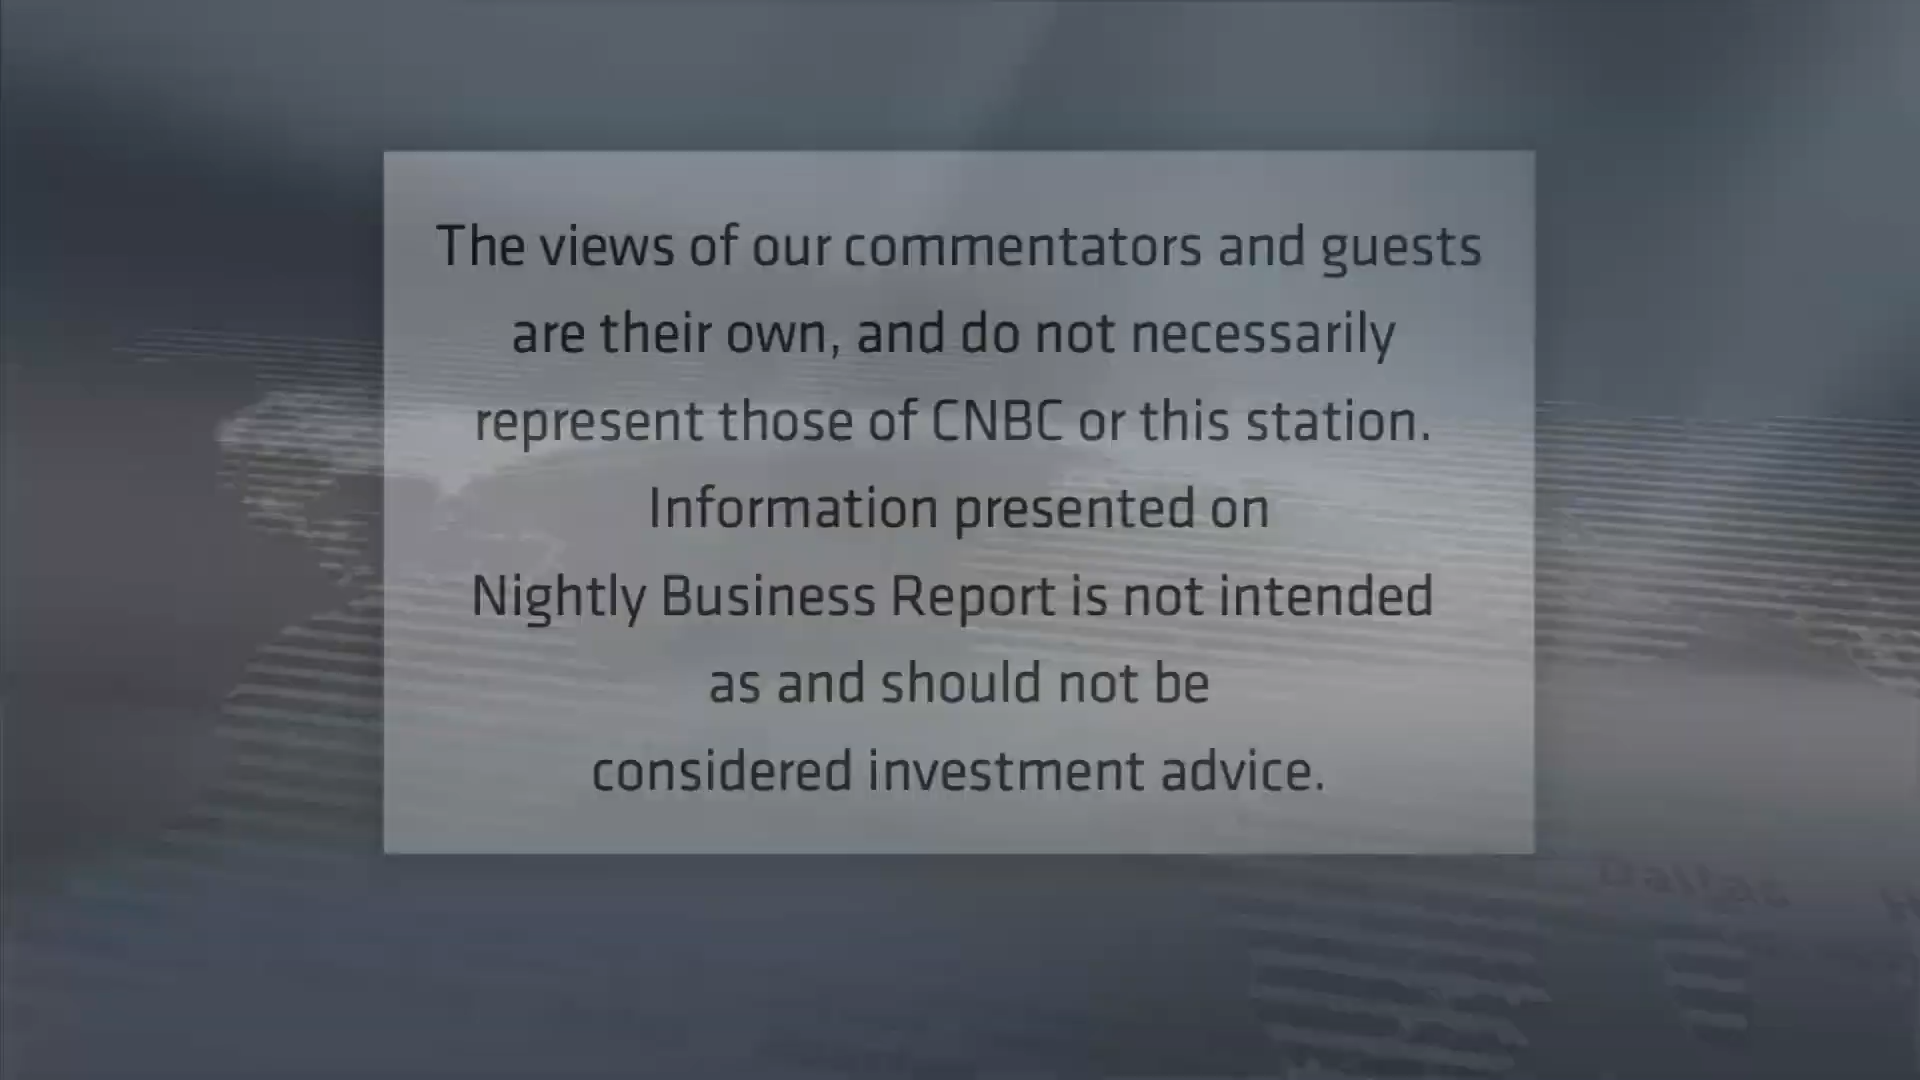 The views of our commentators and guests
are their own, and do not necessarily
represent those of CNBC or this station.
Information presented on
Nightly Business Report is not intended
as and should not be
considered investment advice.